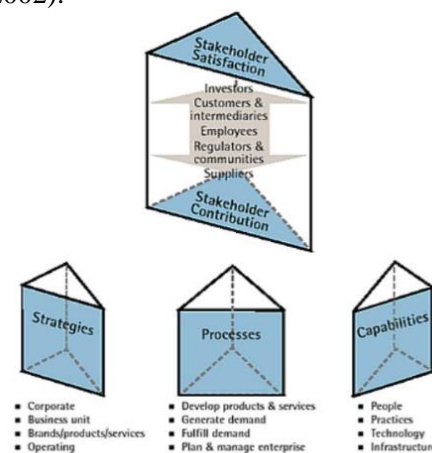 2002).
Stakeholder
Satisfaction
Investors
Customers &
intermediaries
Employees
Regulators &
communities
Suppliers
Stakeholder
Contribution
Strategies
Processes
Capabilities
▪ Corporate
▪ Business unit
▪ Brands/products/services
▪ Operating
▪ Develop products & services
▪ Generate demand
▪ Fulfill demand
▪ Plan & manage enterprise
▪ People
▪ Practices
▪ Technology
▪ Infrastructure